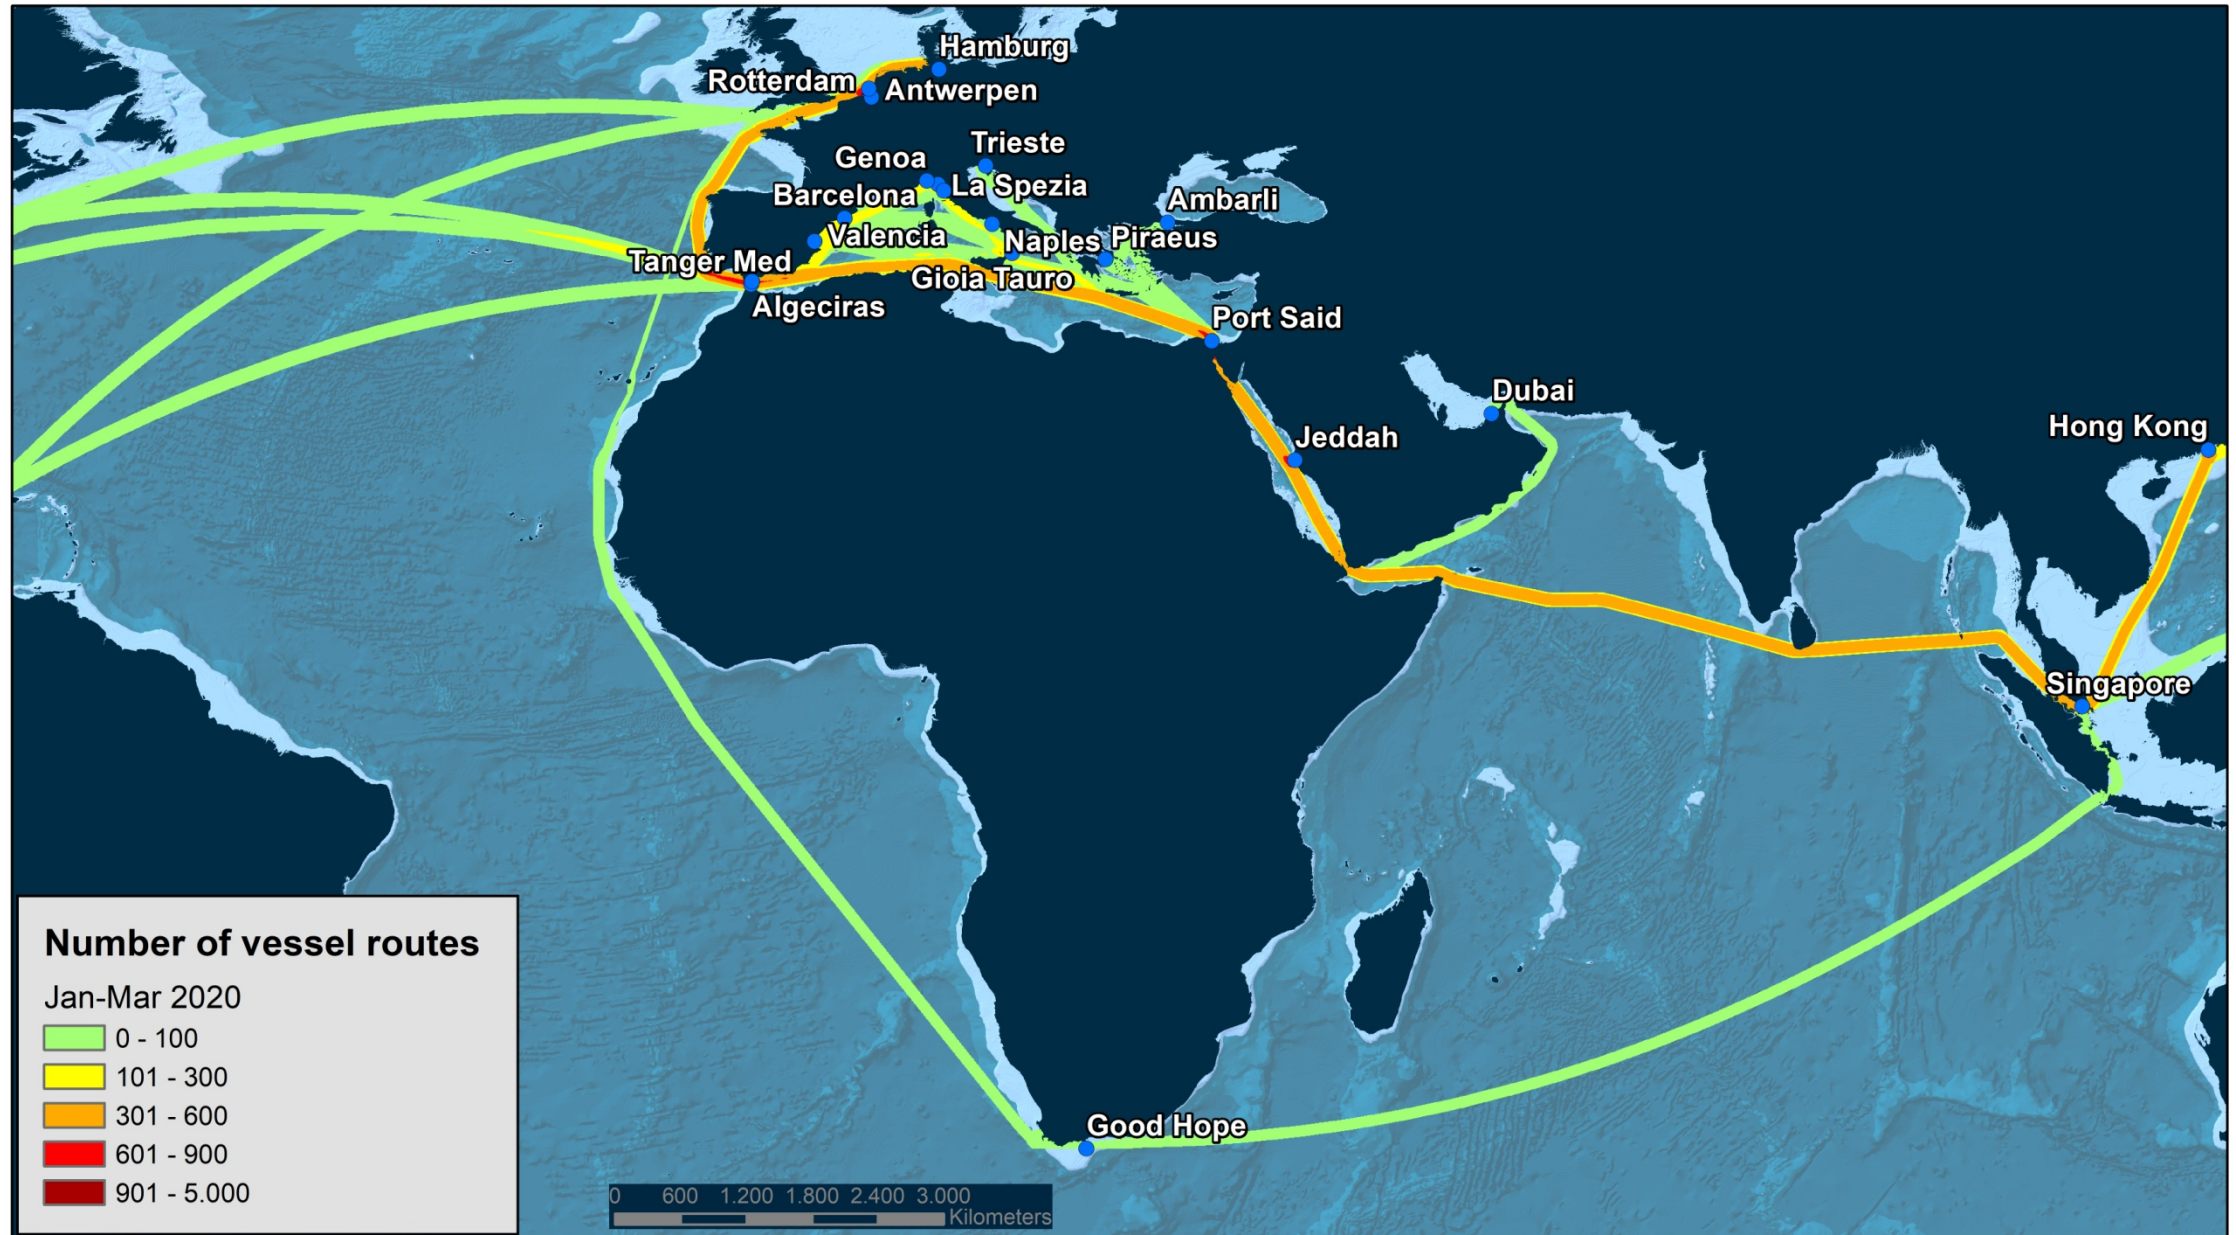 Hamburg
Rotterdam
Antwerpen
Trieste
Genoa
La Spezia
Barcelona
Ambarli
Valencia
Naples
Piraeus
Tanger Med
Gioia Tauro
Algeciras
Port Said
Dubai
Jeddah
Hong Kong
Singapore
Good Hope
Number of vessel routes
Jan-Mar 2020
0 - 100
101 - 300
301 - 600
601 - 900
901 - 5.000
0 600 1.200 1.800 2.400 3.000
Kilometers